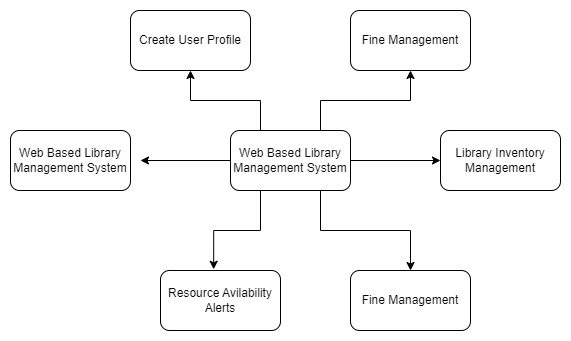 Create User Profile
Fine Management
Web Based Library
Management System
Web Based Library
Management System
Library Inventory
Management
Resource Avilability
Alerts
Fine Management